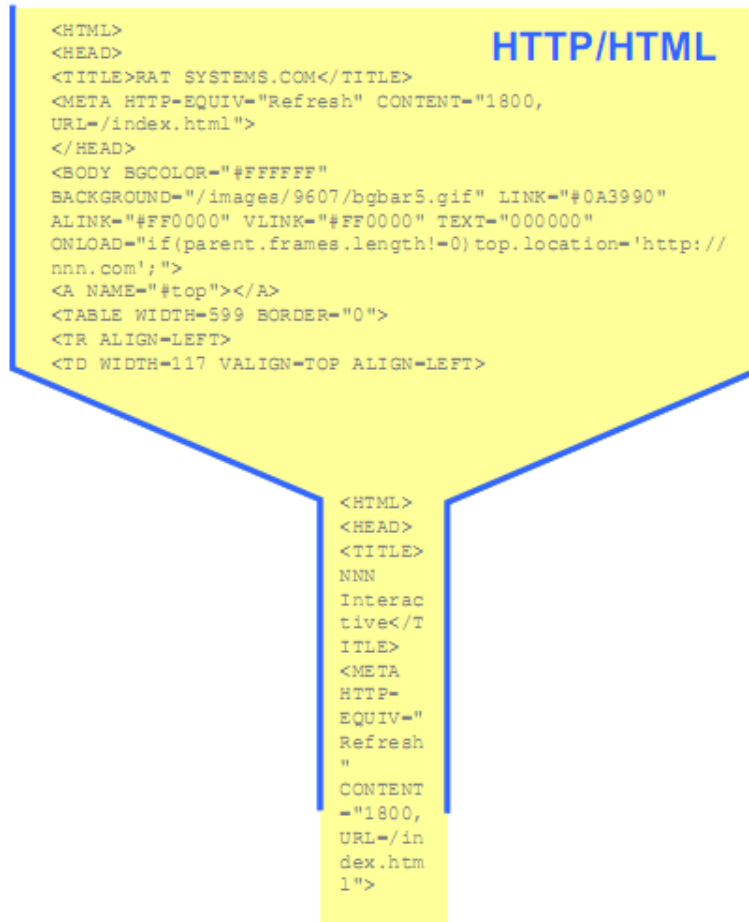 HTTP/HTML
<HTML>
<HEAD>
<TITLE>RAT SYSTEMS.COM</TITLE>
<META HTTP-EQUIV="Refresh" CONTENT="1800,
URL=/index.html">
</HEAD>
<BODY BGCOLOR="#FFFFFF"
BACKGROUND="/images/9607/bgbar5.gif" LINK="#0A3990"
ALINK="#FF0000" VLINK="#FF0000" TEXT="000000"
ONLOAD="if(parent.frames.length!=0)top.location='http://
nnn.com';">
<A NAME="#top"></A>
<TABLE WIDTH=599 BORDER="0">
<TR ALIGN=LEFT>
<TD WIDTH=117 VALIGN=TOP ALIGN=LEFT>
<HTML>
<HEAD>
<TITLE>
NNN
Interac
tive</T
ITLE>
<META
HTTP-
EQUIV="
Refresh
"
CONTENT
="1800,
URL=/in
dex.htm
l">